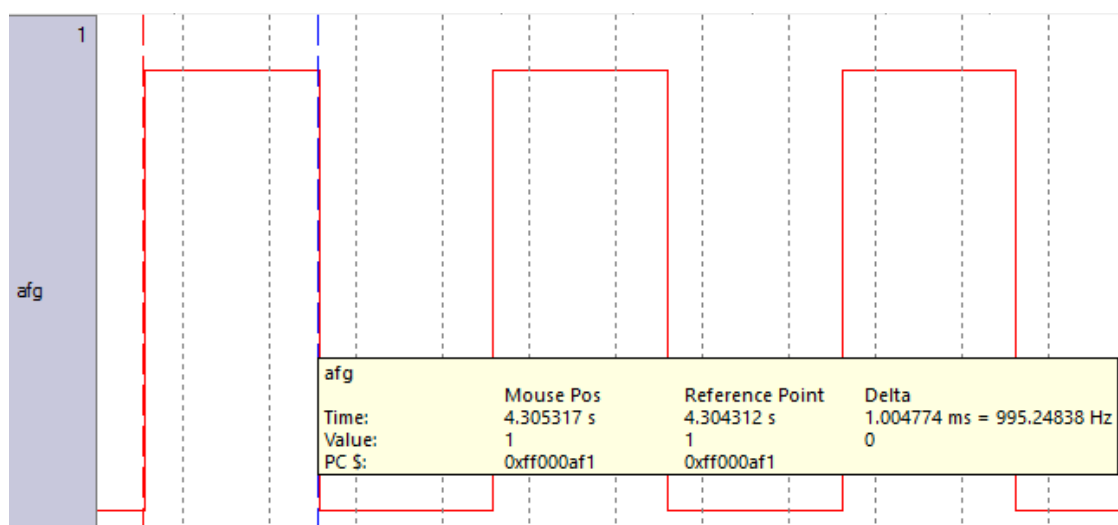 1
afg
afg
Mouse Pos Reference Point Delta
Time: 4.305317 s 4.304312 s 1.004774 ms = 995.24838 Hz
Value: 1 1 0
PC $: 0xff000af1 0xff000af1